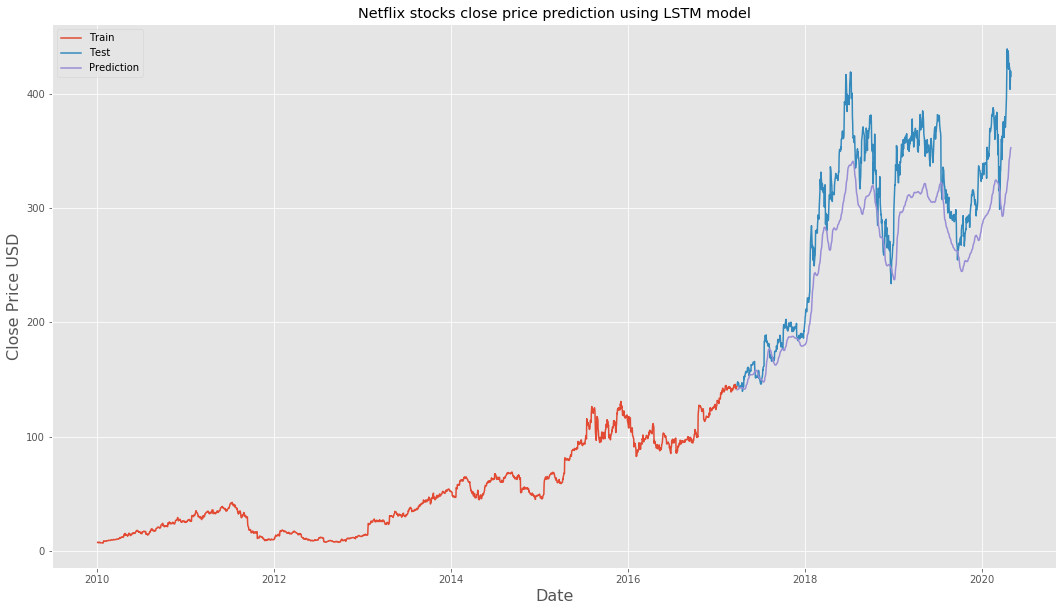 Netflix stocks close price prediction using LSTM model
Train
Test
Prediction
Close Price USD
400
300
200
100
0
2010
2012
2014
2016
2018
2020
Date